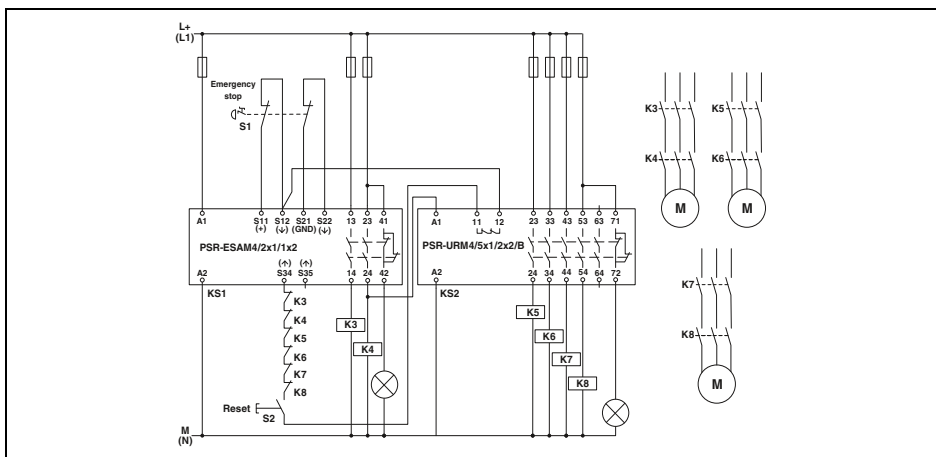 L+
(L1)
Emergency
stop
S1
K3
K5
K4
K6
M
M
A1
S11
(+)
S12
(↓)
S21
(GND)
S22
(↓)
13
23
41
A1
11
12
23
33
43
53
63
71
PSR-ESAM4/2x1/1x2
PSR-URM4/5x1/2x2/B
A2
(↑)
S34
(↑)
S35
14
24
42
A2
24
34
44
54
64
72
KS1
KS2
K3
K4
K5
K6
K7
K8
K3
K4
K5
K6
K7
K8
K7
K8
M
Reset
S2
M
(N)